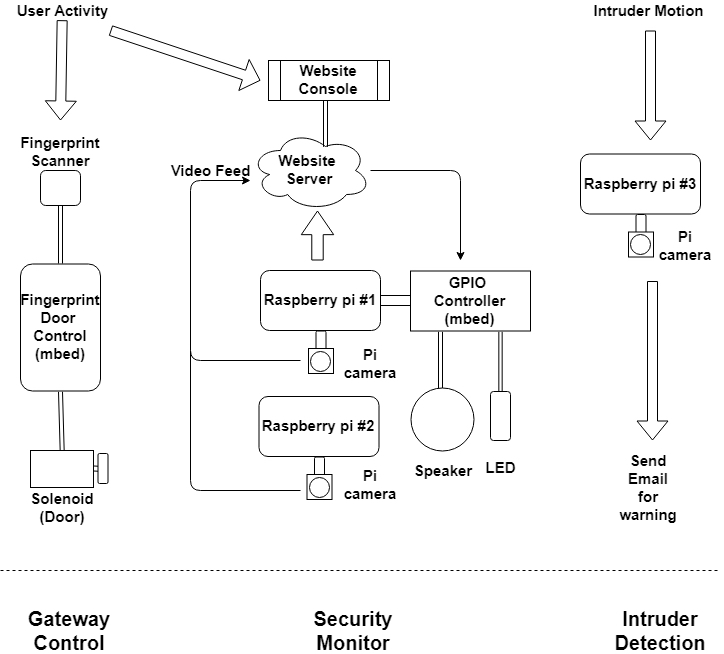 User Activity
Intruder Motion
Website
Console
Fingerprint
Scanner
Video Feed
Website
Server
Raspberry pi #3
Pi
camera
Fingerprint
Door
Control
(mbed)
Raspberry pi #1
GPIO
Controller
(mbed)
Pi
camera
Raspberry pi #2
Pi
camera
Speaker
LED
Solenoid
(Door)
Send
Email
for
warning
Gateway
Control
Security
Monitor
Intruder
Detection